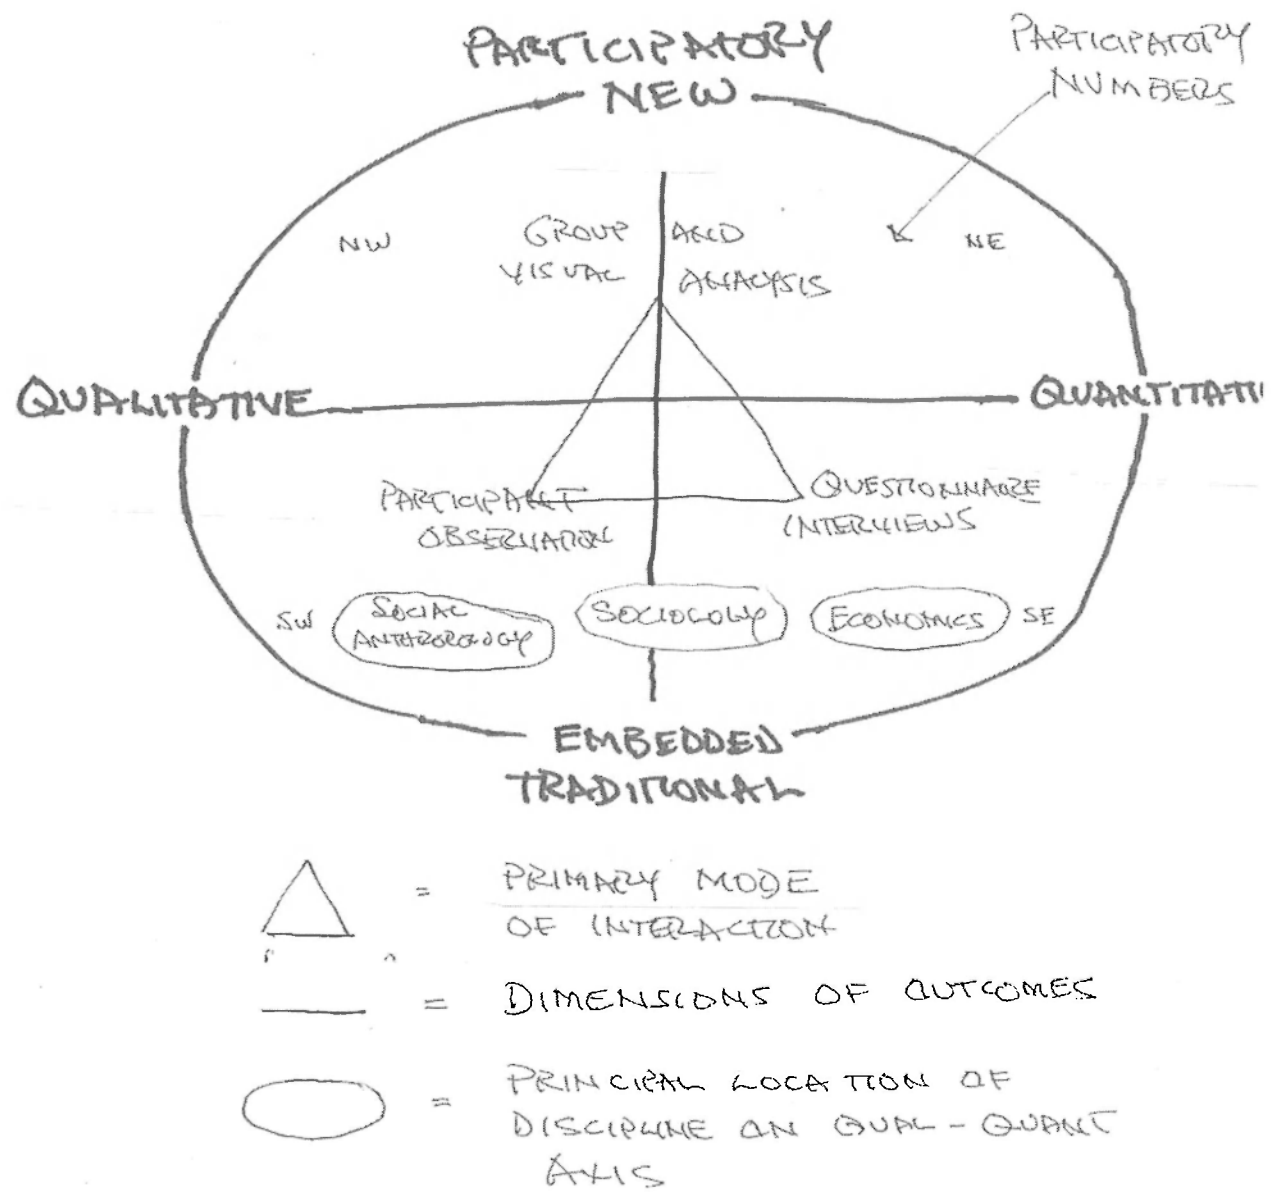 PARTICIPATORY
NEW
PARTICIPATORY
NUMBERS
NW
GROUP AND
VISUAL ANALYSIS
NE
QUALITATIVE
QUANTITATI
PARTICIPANT
OBSERVATION
QUESTIONNAIRE
INTERVIEWS
SW
SOCIAL
ANTHROPOLOGY
SOCIOLOGY
ECONOMICS
SE
EMBEDDED
TRADITIONAL
= PRIMARY MODE
OF INTERACTION
= DIMENSIONS OF OUTCOMES
= PRINCIPAL LOCATION OF
DISCIPLINE ON QUAL-QUANT
AXIS